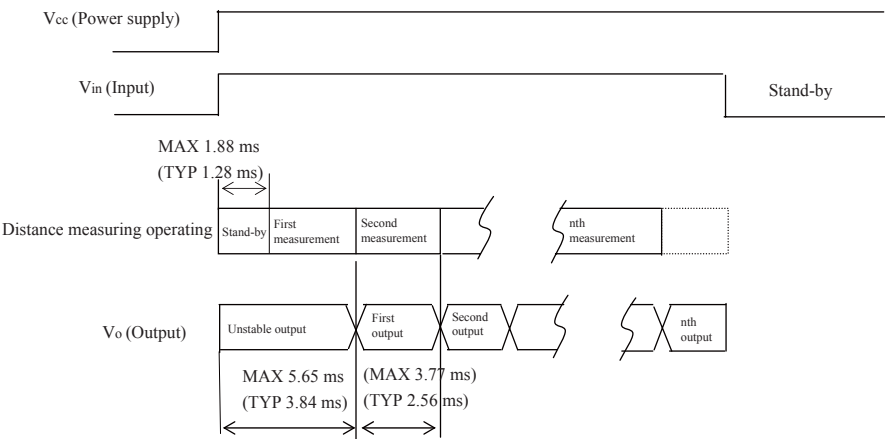 Vcc (Power supply)
Vin (Input)
Stand-by
MAX 1.88 ms
(TYP 1.28 ms)
Distance measuring operating
Stand-by
First
measurement
Second
measurement
nth
measurement
Vo (Output)
Unstable output
First
output
Second
output
nth
output
MAX 5.65 ms
(TYP 3.84 ms)
(MAX 3.77 ms)
(TYP 2.56 ms)